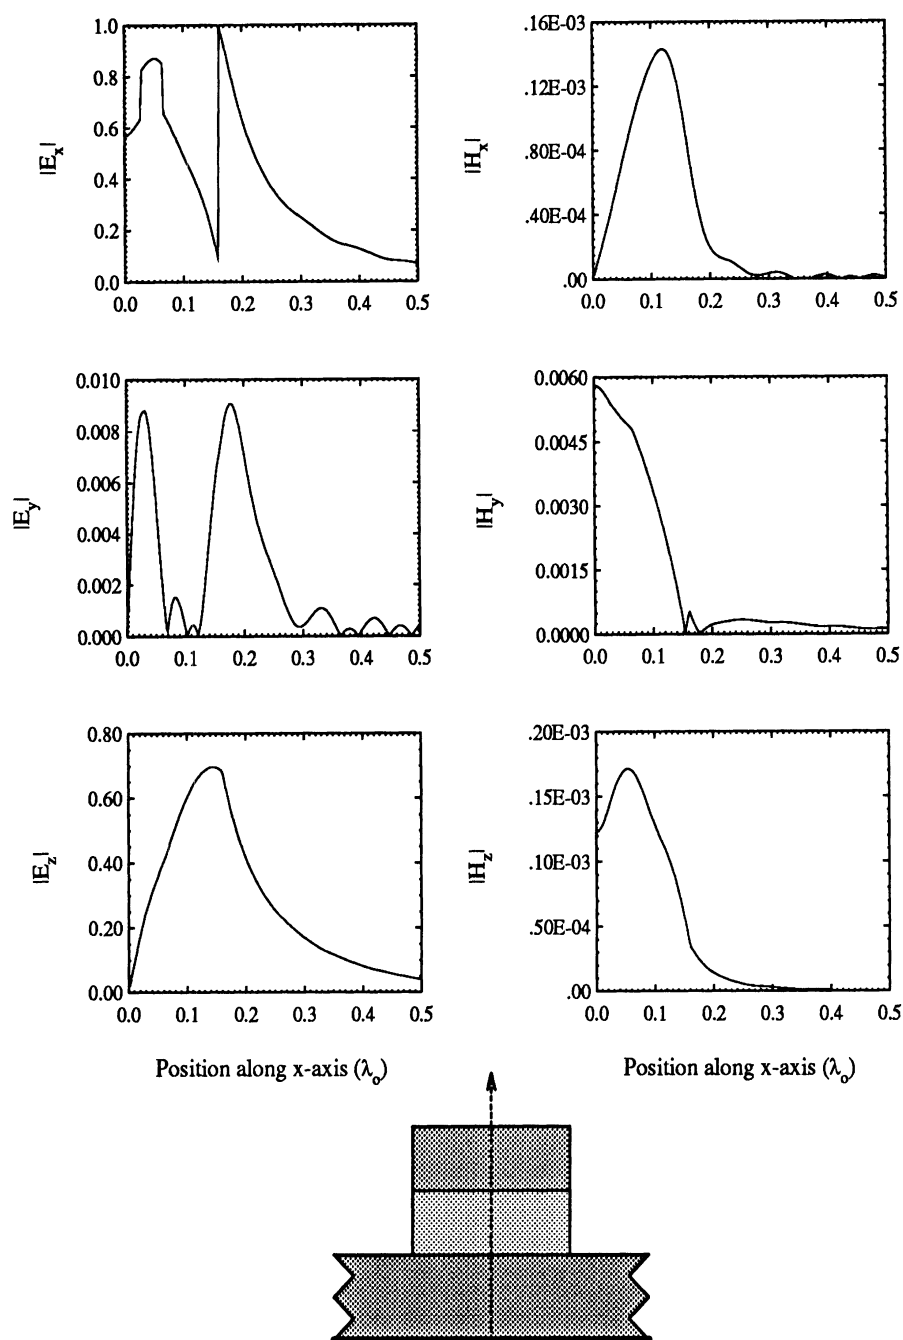 1.0
0.8
0.6
0.4
0.2
0.0
|Eₓ|
0.0 0.1 0.2 0.3 0.4 0.5
.16E-03
.12E-03
.80E-04
.40E-04
.00
|Hₓ|
0.0 0.1 0.2 0.3 0.4 0.5
0.010
0.008
0.006
0.004
0.002
0.000
|E_y|
0.0 0.1 0.2 0.3 0.4 0.5
0.0060
0.0045
0.0030
0.0015
0.0000
|H_y|
0.0 0.1 0.2 0.3 0.4 0.5
0.80
0.60
0.40
0.20
0.00
|E_z|
0.0 0.1 0.2 0.3 0.4 0.5
Position along x-axis (λₒ)
.20E-03
.15E-03
.10E-03
.50E-04
.00
|H_z|
0.0 0.1 0.2 0.3 0.4 0.5
Position along x-axis (λₒ)